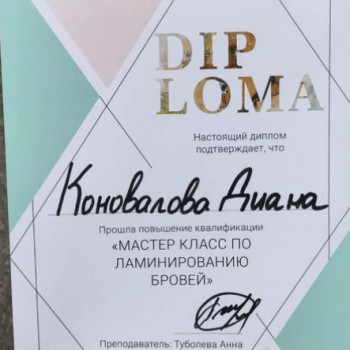 DIP
LOMA
Настоящий диплом
подтверждает, что
Коновалова Диана
Прошла повышение квалификации
«МАСТЕР КЛАСС ПО
ЛАМИНИРОВАНИЮ
БРОВЕЙ»
Преподаватель: Туболева Анна